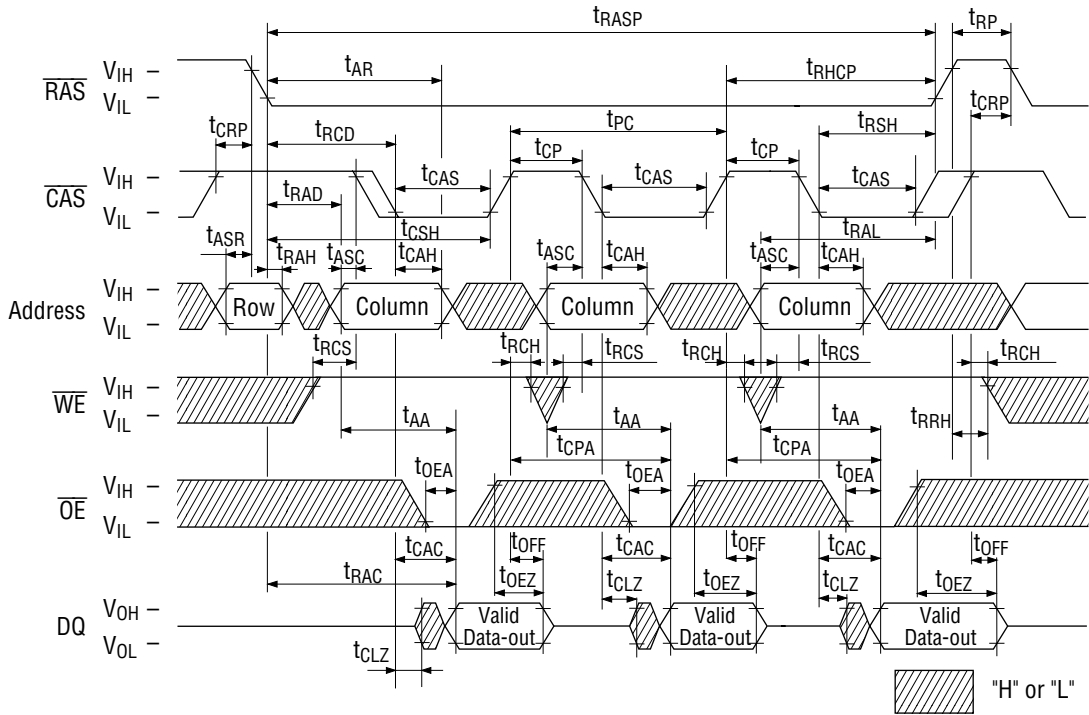 tRASP tRP
tAR tRHCP
RAS VIH VIL
tCRP tRCD tPC tRSH tCRP
CAS VIH VIL
tCP tCP
tCAS tCAS tCAS
tRAD
tCSH tRAL
tASR tRAH tASC tCAH tASC tCAH tASC tCAH
Address VIH VIL
Row Column Column Column
tRCS tRCH tRCS tRCH tRCS tRCH
WE VIH VIL
tAA tAA tAA tRRH
tCPA tCPA
tOEA tOEA tOEA
OE VIH VIL
tCAC tOFF tCAC tOFF tCAC tOFF
tRAC tOEZ tCLZ tOEZ tCLZ tOEZ
DQ VOH VOL
Valid Data-out Valid Data-out Valid Data-out
tCLZ
"H" or "L"